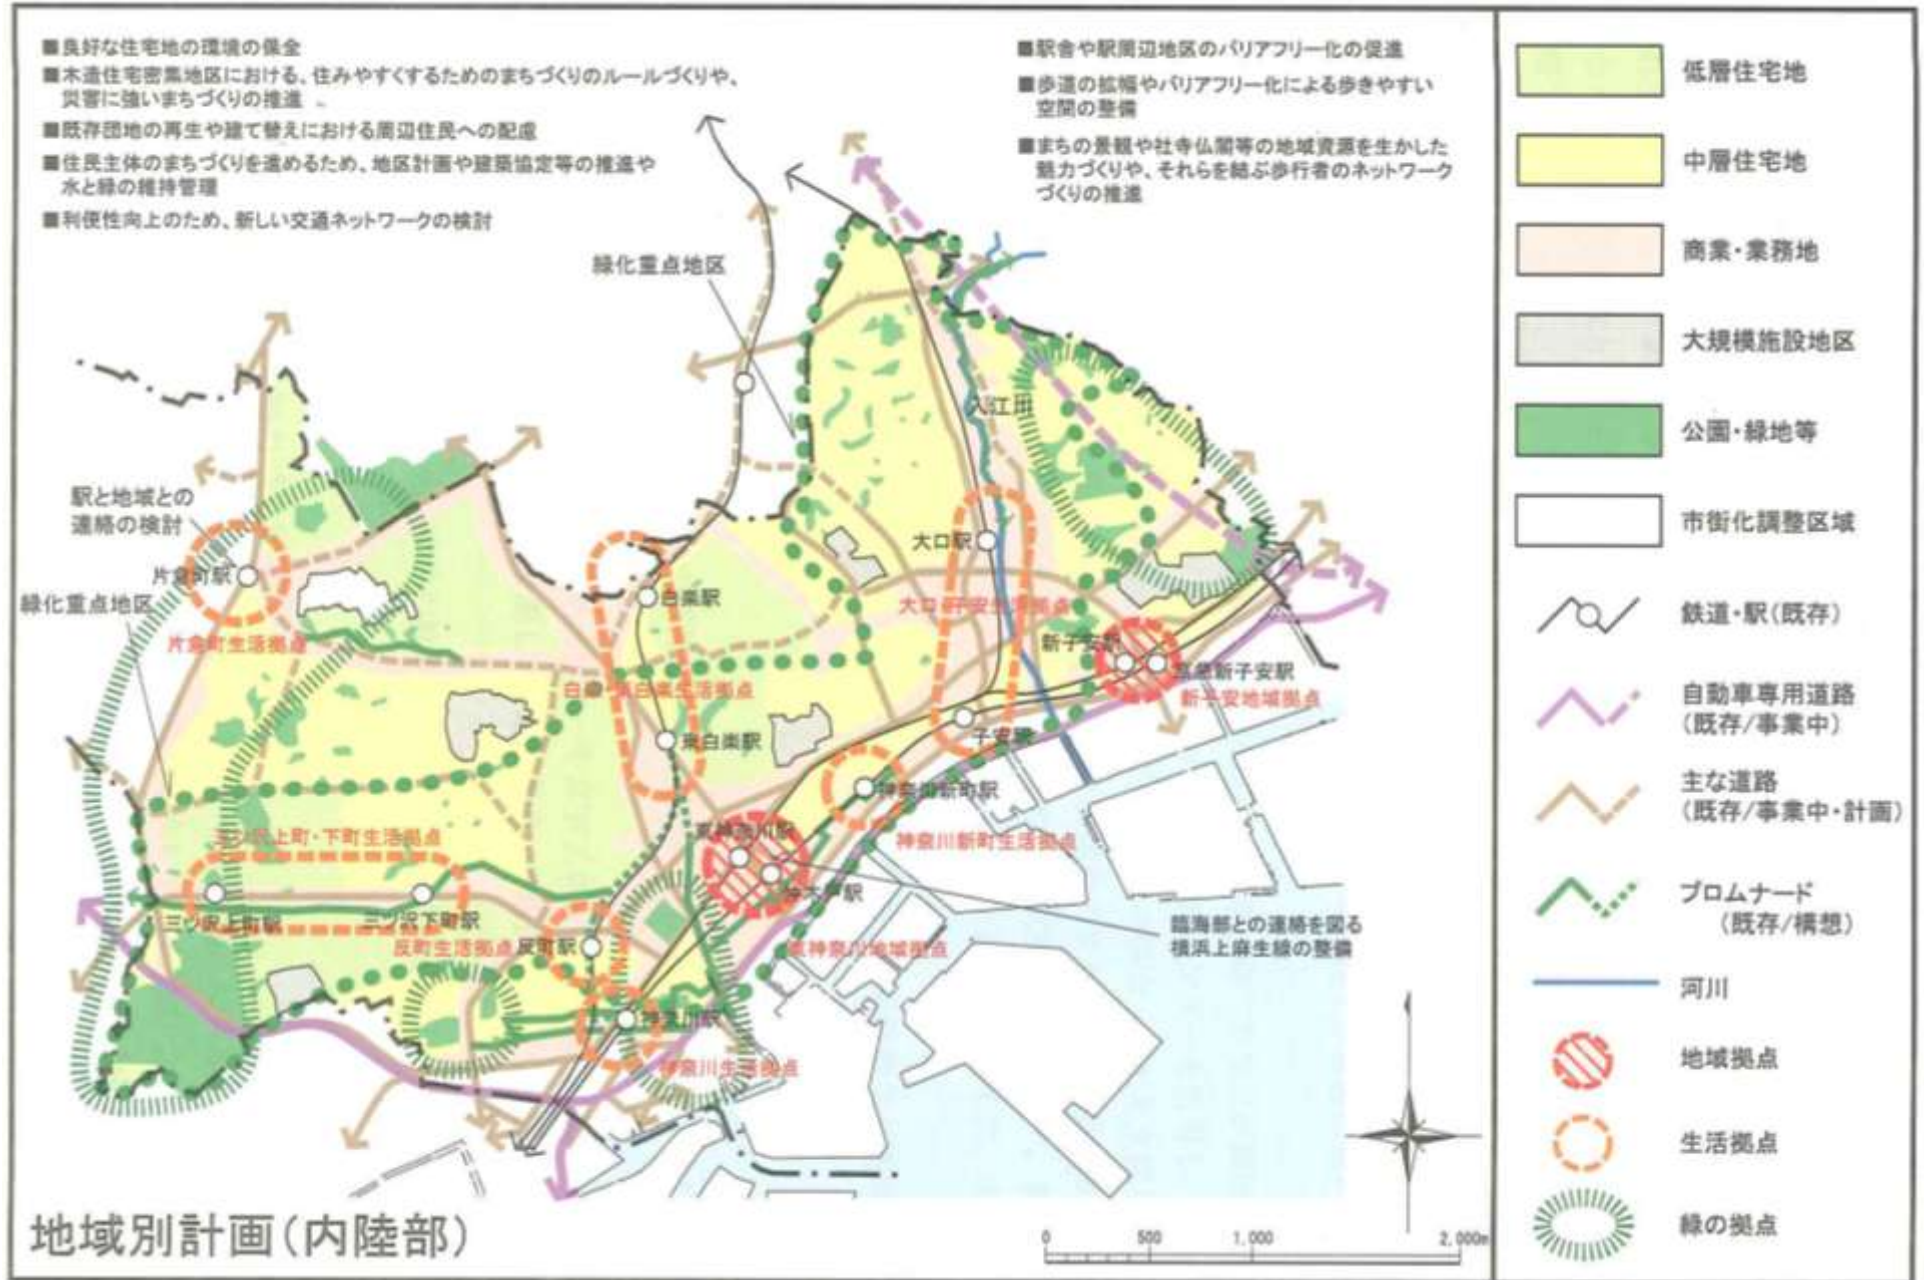 ■良好な住宅地の環境の保全
■木造住宅密集地区における、住みやすくするためのまちづくりのルールづくりや、
災害に強いまちづくりの推進
■既存団地の再生や建て替えにおける周辺住民への配慮
■住民主体のまちづくりを進めるため、地区計画や建築協定等の推進や
水と緑の維持管理
■利便性向上のため、新しい交通ネットワークの検討
■駅舎や駅周辺地区のバリアフリー化の促進
■歩道の拡幅やバリアフリー化による歩きやすい
空間の整備
■まちの景観や社寺仏閣等の地域資源を生かした
魅力づくりや、それらを結ぶ歩行者のネットワーク
づくりの推進
緑化重点地区
入江川
駅と地域との
連絡の検討
片倉町駅
緑化重点地区
片倉町生活拠点
大口駅
白楽駅
大口・子安生活拠点
新子安駅
京急新子安駅
新子安地域拠点
白楽・東白楽生活拠点
東白楽駅
子安駅
神奈川新町駅
神奈川新町生活拠点
三ツ沢上町・下町生活拠点
東神奈川駅
仲木戸駅
三ツ沢上町駅
三ツ沢下町駅
反町生活拠点
反町駅
東神奈川地域拠点
臨海部との連絡を図る
横浜上麻生線の整備
神奈川駅
神奈川生活拠点
地域別計画(内陸部)
0 500 1,000 2,000m
低層住宅地
中層住宅地
商業・業務地
大規模施設地区
公園・緑地等
市街化調整区域
鉄道・駅(既存)
自動車専用道路
(既存/事業中)
主な道路
(既存/事業中・計画)
プロムナード
(既存/構想)
河川
地域拠点
生活拠点
緑の拠点